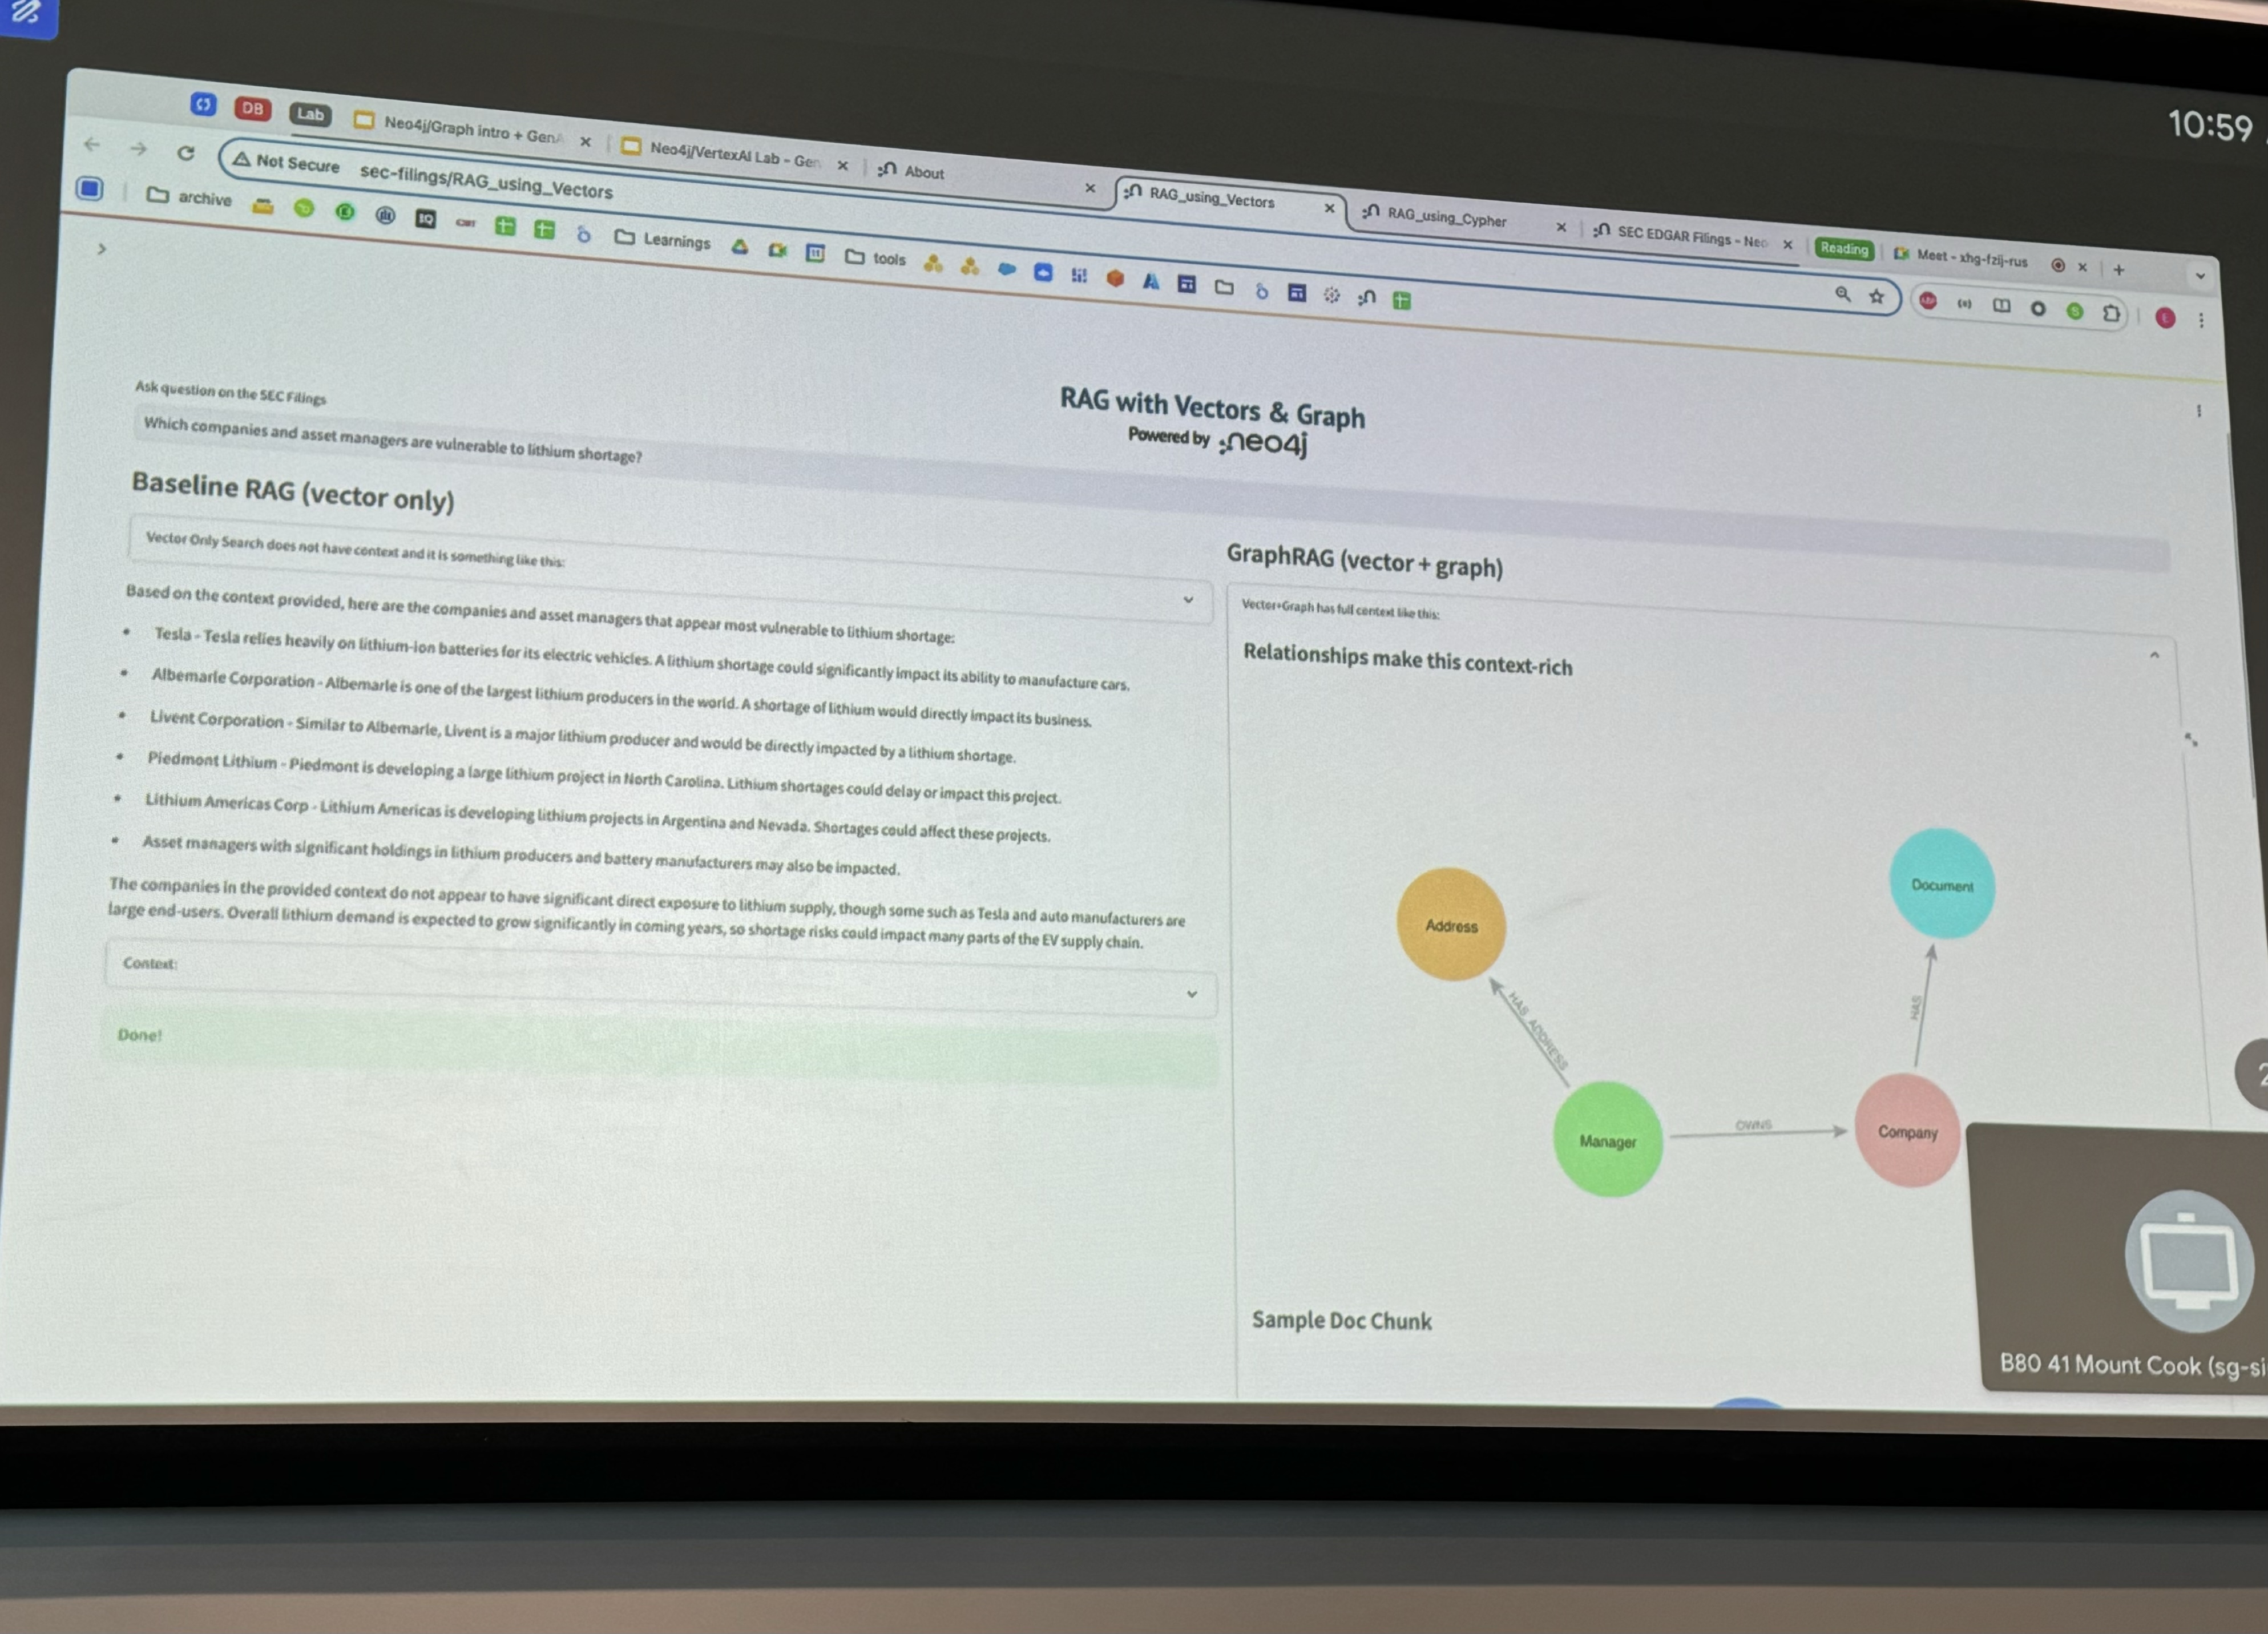 10:59
DB
Lab
Neo4j/Graph intro + GenA
Neo4j/VertexAI Lab - Gen
About
RAG_using_Vectors
RAG_using_Cypher
SEC EDGAR Filings - Neo
Reading
Meet - xhg-fzij-rus
Not Secure sec-filings/RAG_using_Vectors
archive
IQ
Learnings
tools
RAG with Vectors & Graph
Powered by :neo4j
Ask question on the SEC Filings
Which companies and asset managers are vulnerable to lithium shortage?
Baseline RAG (vector only)
Vector Only Search does not have context and it is something like this:
Based on the context provided, here are the companies and asset managers that appear most vulnerable to lithium shortage:
• Tesla - Tesla relies heavily on lithium-ion batteries for its electric vehicles. A lithium shortage could significantly impact its ability to manufacture cars.
• Albemarle Corporation - Albemarle is one of the largest lithium producers in the world. A shortage of lithium would directly impact its business.
• Livent Corporation - Similar to Albemarle, Livent is a major lithium producer and would be directly impacted by a lithium shortage.
• Piedmont Lithium - Piedmont is developing a large lithium project in North Carolina. Lithium shortages could delay or impact this project.
• Lithium Americas Corp - Lithium Americas is developing lithium projects in Argentina and Nevada. Shortages could affect these projects.
• Asset managers with significant holdings in lithium producers and battery manufacturers may also be impacted.
The companies in the provided context do not appear to have significant direct exposure to lithium supply, though some such as Tesla and auto manufacturers are
large end-users. Overall lithium demand is expected to grow significantly in coming years, so shortage risks could impact many parts of the EV supply chain.
Context:
Done!
GraphRAG (vector + graph)
Vector+Graph has full context like this:
Relationships make this context-rich
Address
Document
HAS_ADDRESS
HAS
Manager
OWNS
Company
Sample Doc Chunk
2
B80 41 Mount Cook (sg-si